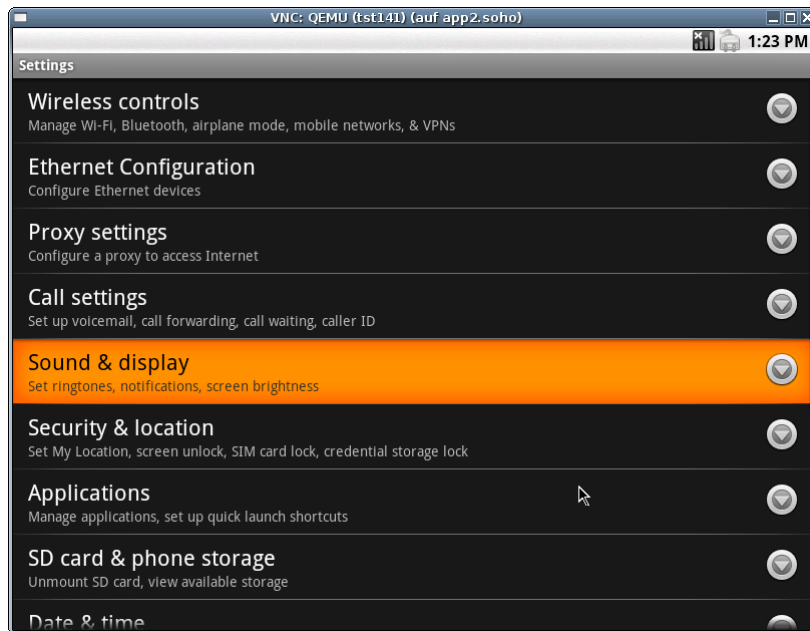 VNC: QEMU (tst141) (auf app2.soho)
1:23 PM
Settings
Wireless controls
Manage Wi-Fi, Bluetooth, airplane mode, mobile networks, & VPNs
Ethernet Configuration
Configure Ethernet devices
Proxy settings
Configure a proxy to access Internet
Call settings
Set up voicemail, call forwarding, call waiting, caller ID
Sound & display
Set ringtones, notifications, screen brightness
Security & location
Set My Location, screen unlock, SIM card lock, credential storage lock
Applications
Manage applications, set up quick launch shortcuts
SD card & phone storage
Unmount SD card, view available storage
Date & time